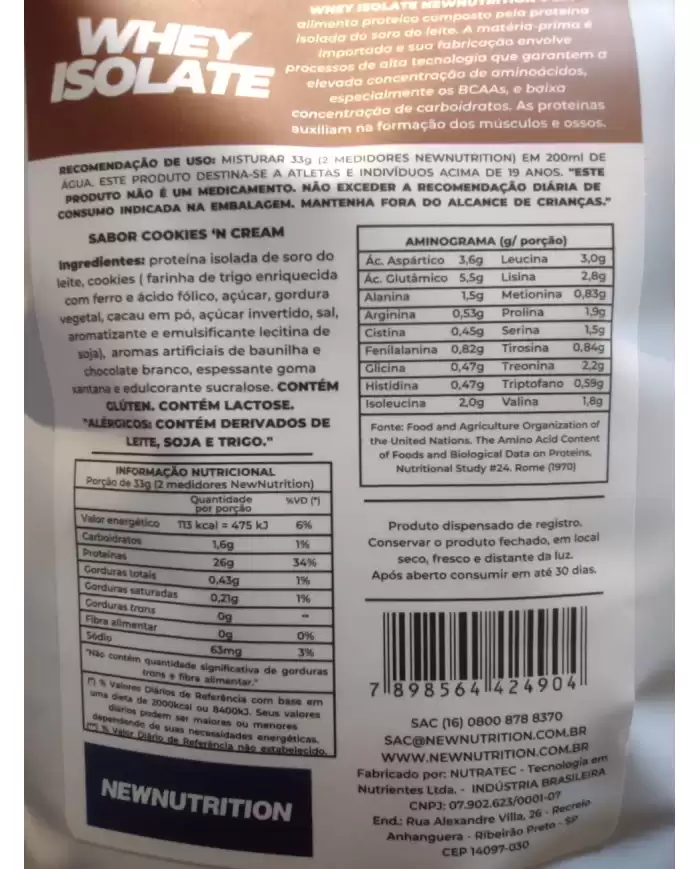 WHEY
ISOLATE
WHEY ISOLATE NEWNUTRITION
alimento proteico composto pela proteína
isolada do soro do leite. A matéria-prima é
importada e sua fabricação envolve
processos de alta tecnologia que garantem a
elevada concentração de aminoácidos,
especialmente os BCAAs, e baixa
concentração de carboidratos. As proteínas
auxiliam na formação dos músculos e ossos.
RECOMENDAÇÃO DE USO: MISTURAR 33g (2 MEDIDORES NEWNUTRITION) EM 200ml DE
ÁGUA. ESTE PRODUTO DESTINA-SE A ATLETAS E INDIVÍDUOS ACIMA DE 19 ANOS. "ESTE
PRODUTO NÃO É UM MEDICAMENTO. NÃO EXCEDER A RECOMENDAÇÃO DIÁRIA DE
CONSUMO INDICADA NA EMBALAGEM. MANTENHA FORA DO ALCANCE DE CRIANÇAS."
SABOR COOKIES 'N CREAM
Ingredientes: proteína isolada de soro do
leite, cookies ( farinha de trigo enriquecida
com ferro e ácido fólico, açúcar, gordura
vegetal, cacau em pó, açúcar invertido, sal,
aromatizante e emulsificante lecitina de
soja), aromas artificiais de baunilha e
chocolate branco, espessante goma
xantana e edulcorante sucralose. CONTÉM
GLÚTEN. CONTÉM LACTOSE.
"ALÉRGICOS: CONTÉM DERIVADOS DE
LEITE, SOJA E TRIGO."
INFORMAÇÃO NUTRICIONAL
Porção de 33g (2 medidores NewNutrition)
Quantidade por porção %VD (*)
Valor energético 113 kcal = 475 kJ 6%
Carboidratos 1,6g 1%
Proteínas 26g 34%
Gorduras totais 0,43g 1%
Gorduras saturadas 0,21g 1%
Gorduras trans 0g **
Fibra alimentar 0g 0%
Sódio 63mg 3%
"Não contém quantidade significativa de gorduras
trans e fibra alimentar."
(*) % Valores Diários de Referência com base em
uma dieta de 2000kcal ou 8400kJ. Seus valores
diários podem ser maiores ou menores
dependendo de suas necessidades energéticas.
(**) % Valor Diário de Referência não estabelecido.
NEWNUTRITION
AMINOGRAMA (g/ porção)
Ác. Aspártico 3,6g Leucina 3,0g
Ác. Glutâmico 5,5g Lisina 2,8g
Alanina 1,5g Metionina 0,83g
Arginina 0,53g Prolina 1,9g
Cistina 0,45g Serina 1,5g
Fenilalanina 0,82g Tirosina 0,84g
Glicina 0,47g Treonina 2,2g
Histidina 0,47g Triptofano 0,59g
Isoleucina 2,0g Valina 1,8g
Fonte: Food and Agriculture Organization of
the United Nations. The Amino Acid Content
of Foods and Biological Data on Proteins.
Nutritional Study #24. Rome (1970)
Produto dispensado de registro.
Conservar o produto fechado, em local
seco, fresco e distante da luz.
Após aberto consumir em até 30 dias.
7 898564 424904
SAC (16) 0800 878 8370
SAC@NEWNUTRITION.COM.BR
WWW.NEWNUTRITION.COM.BR
Fabricado por: NUTRATEC - Tecnologia em
Nutrientes Ltda. - INDÚSTRIA BRASILEIRA
CNPJ: 07.902.623/0001-07
End.: Rua Alexandre Villa, 26 - Recreio
Anhanguera - Ribeirão Preto - SP
CEP 14097-030